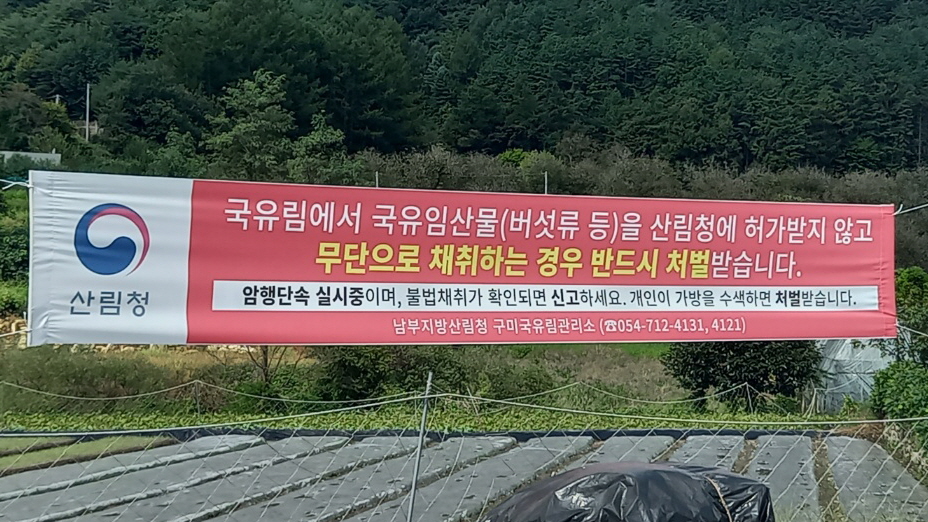 산림청
국유림에서 국유임산물(버섯류 등)을 산림청에 허가받지 않고
무단으로 채취하는 경우 반드시 처벌받습니다.
암행단속 실시중이며, 불법채취가 확인되면 신고하세요. 개인이 가방을 수색하면 처벌받습니다.
남부지방산림청 구미국유림관리소 (☎054-712-4131, 4121)